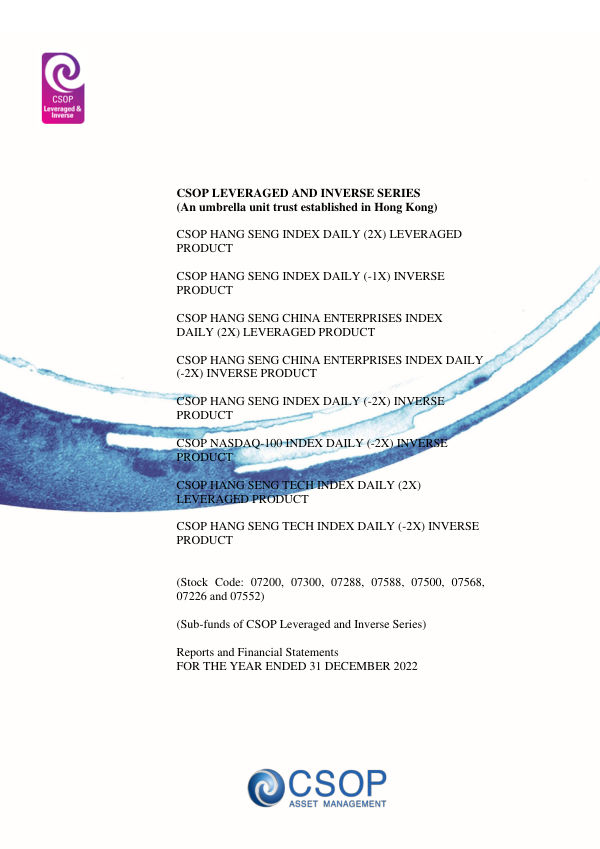 CSOP
Leveraged &
Inverse
CSOP LEVERAGED AND INVERSE SERIES
(An umbrella unit trust established in Hong Kong)
CSOP HANG SENG INDEX DAILY (2X) LEVERAGED
PRODUCT
CSOP HANG SENG INDEX DAILY (-1X) INVERSE
PRODUCT
CSOP HANG SENG CHINA ENTERPRISES INDEX
DAILY (2X) LEVERAGED PRODUCT
CSOP HANG SENG CHINA ENTERPRISES INDEX DAILY
(-2X) INVERSE PRODUCT
CSOP HANG SENG INDEX DAILY (-2X) INVERSE
PRODUCT
CSOP NASDAQ-100 INDEX DAILY (-2X) INVERSE
PRODUCT
CSOP HANG SENG TECH INDEX DAILY (2X)
LEVERAGED PRODUCT
CSOP HANG SENG TECH INDEX DAILY (-2X) INVERSE
PRODUCT
(Stock Code: 07200, 07300, 07288, 07588, 07500, 07568,
07226 and 07552)
(Sub-funds of CSOP Leveraged and Inverse Series)
Reports and Financial Statements
FOR THE YEAR ENDED 31 DECEMBER 2022
CSOP
ASSET MANAGEMENT